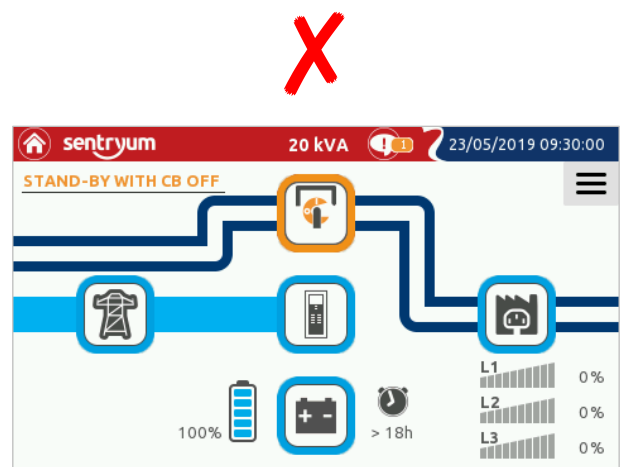 sentryum 20 kVA 1 23/05/2019 09:30:00
STAND-BY WITH CB OFF
L1 0%
L2 0%
100% > 18h
L3 0%